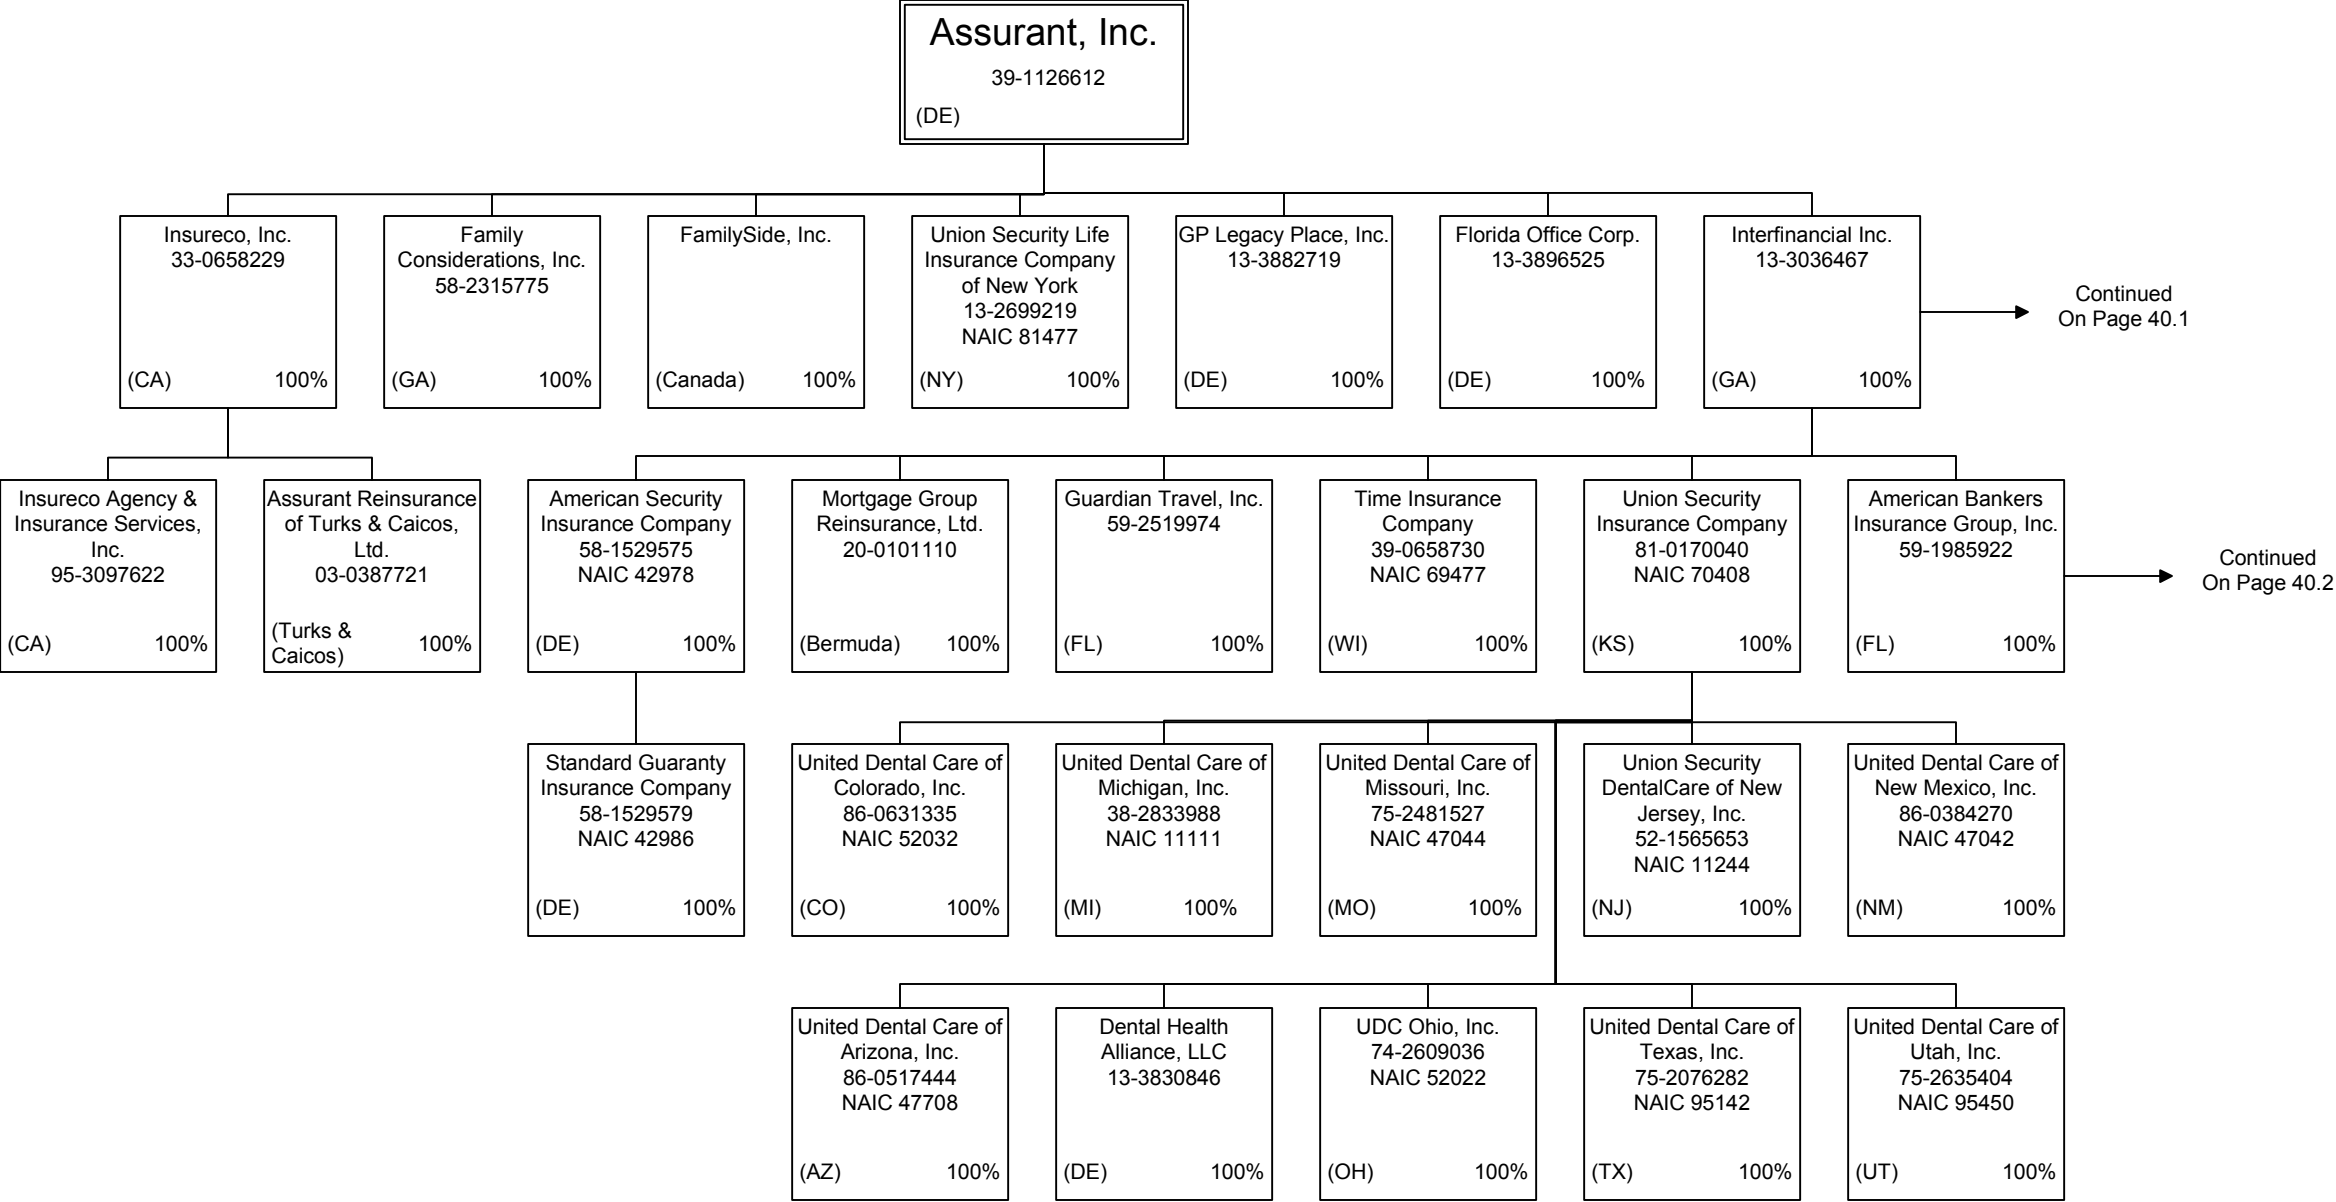 Assurant, Inc.
39-1126612
(DE)
Insureco, Inc.
33-0658229
(CA) 100%
Family
Considerations, Inc.
58-2315775
(GA) 100%
FamilySide, Inc.
(Canada) 100%
Union Security Life
Insurance Company
of New York
13-2699219
NAIC 81477
(NY) 100%
GP Legacy Place, Inc.
13-3882719
(DE) 100%
Florida Office Corp.
13-3896525
(DE) 100%
Interfinancial Inc.
13-3036467
(GA) 100%
Continued
On Page 40.1
Insureco Agency &
Insurance Services,
Inc.
95-3097622
(CA) 100%
Assurant Reinsurance
of Turks & Caicos,
Ltd.
03-0387721
(Turks &
Caicos) 100%
American Security
Insurance Company
58-1529575
NAIC 42978
(DE) 100%
Mortgage Group
Reinsurance, Ltd.
20-0101110
(Bermuda) 100%
Guardian Travel, Inc.
59-2519974
(FL) 100%
Time Insurance
Company
39-0658730
NAIC 69477
(WI) 100%
Union Security
Insurance Company
81-0170040
NAIC 70408
(KS) 100%
American Bankers
Insurance Group, Inc.
59-1985922
(FL) 100%
Continued
On Page 40.2
Standard Guaranty
Insurance Company
58-1529579
NAIC 42986
(DE) 100%
United Dental Care of
Colorado, Inc.
86-0631335
NAIC 52032
(CO) 100%
United Dental Care of
Michigan, Inc.
38-2833988
NAIC 11111
(MI) 100%
United Dental Care of
Missouri, Inc.
75-2481527
NAIC 47044
(MO) 100%
Union Security
DentalCare of New
Jersey, Inc.
52-1565653
NAIC 11244
(NJ) 100%
United Dental Care of
New Mexico, Inc.
86-0384270
NAIC 47042
(NM) 100%
United Dental Care of
Arizona, Inc.
86-0517444
NAIC 47708
(AZ) 100%
Dental Health
Alliance, LLC
13-3830846
(DE) 100%
UDC Ohio, Inc.
74-2609036
NAIC 52022
(OH) 100%
United Dental Care of
Texas, Inc.
75-2076282
NAIC 95142
(TX) 100%
United Dental Care of
Utah, Inc.
75-2635404
NAIC 95450
(UT) 100%